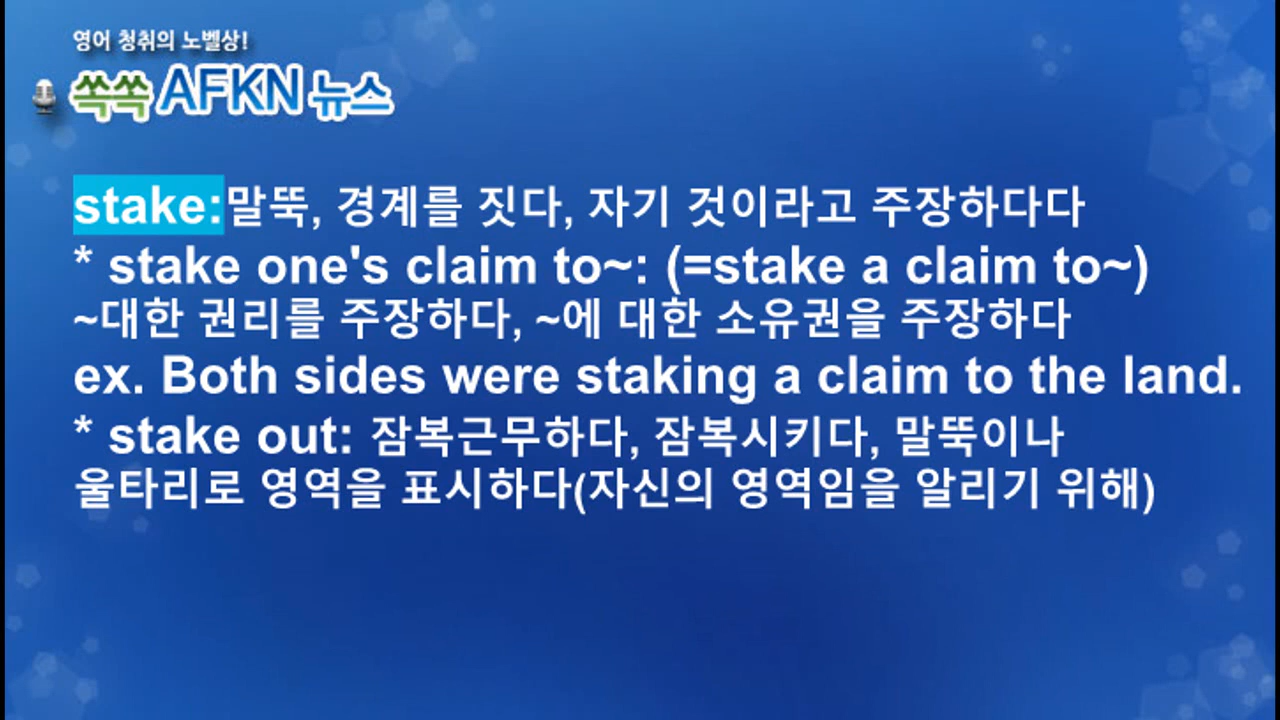 영어 청취의 노벨상!
쏙쏙 AFKN 뉴스
stake:말뚝, 경계를 짓다, 자기 것이라고 주장하다다
* stake one's claim to~: (=stake a claim to~)
~대한 권리를 주장하다, ~에 대한 소유권을 주장하다
ex. Both sides were staking a claim to the land.
* stake out: 잠복근무하다, 잠복시키다, 말뚝이나
울타리로 영역을 표시하다(자신의 영역임을 알리기 위해)